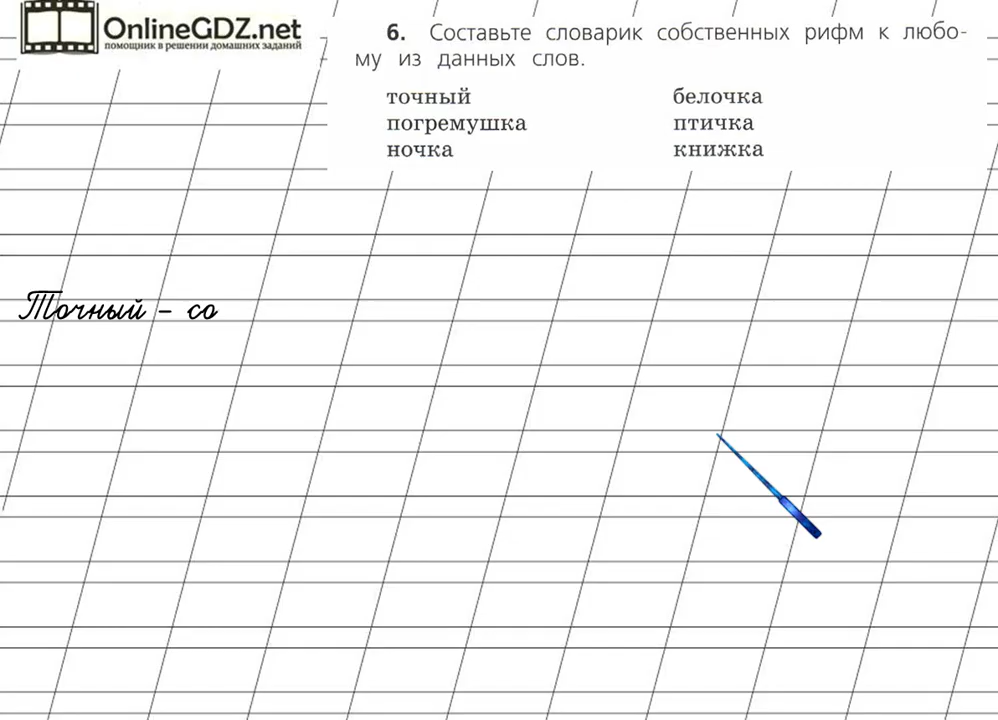 OnlineGDZ.net
помощник в решении домашних заданий
6. Составьте словарик собственных рифм к любо-
му из данных слов.
точный
погремушка
ночка
белочка
птичка
книжка
Точный – со